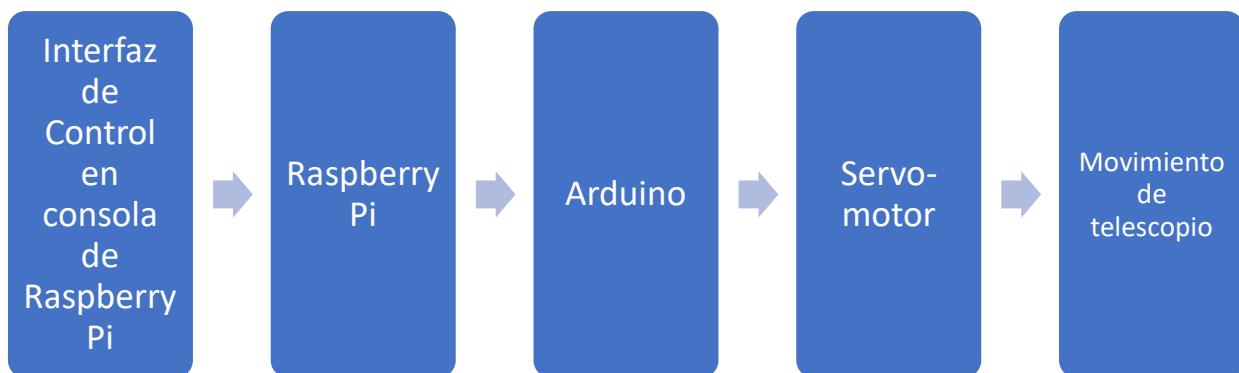 Interfaz
de
Control
en
consola
de
Raspberry
Pi
Raspberry
Pi
Arduino
Servo-
motor
Movimiento
de
telescopio